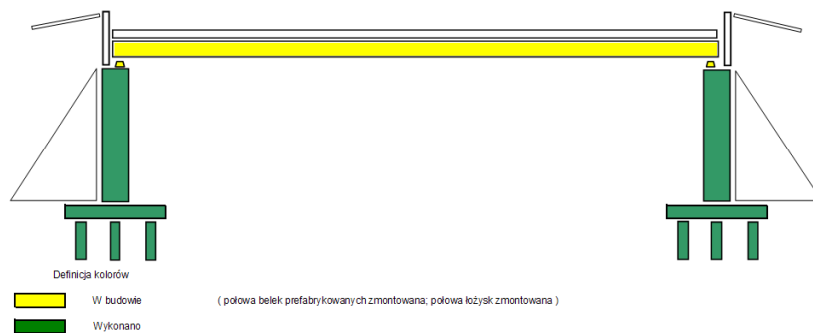 Definicja kolorów
W budowie ( połowa belek prefabrykowanych zmontowana; połowa łożysk zmontowana )
Wykonano